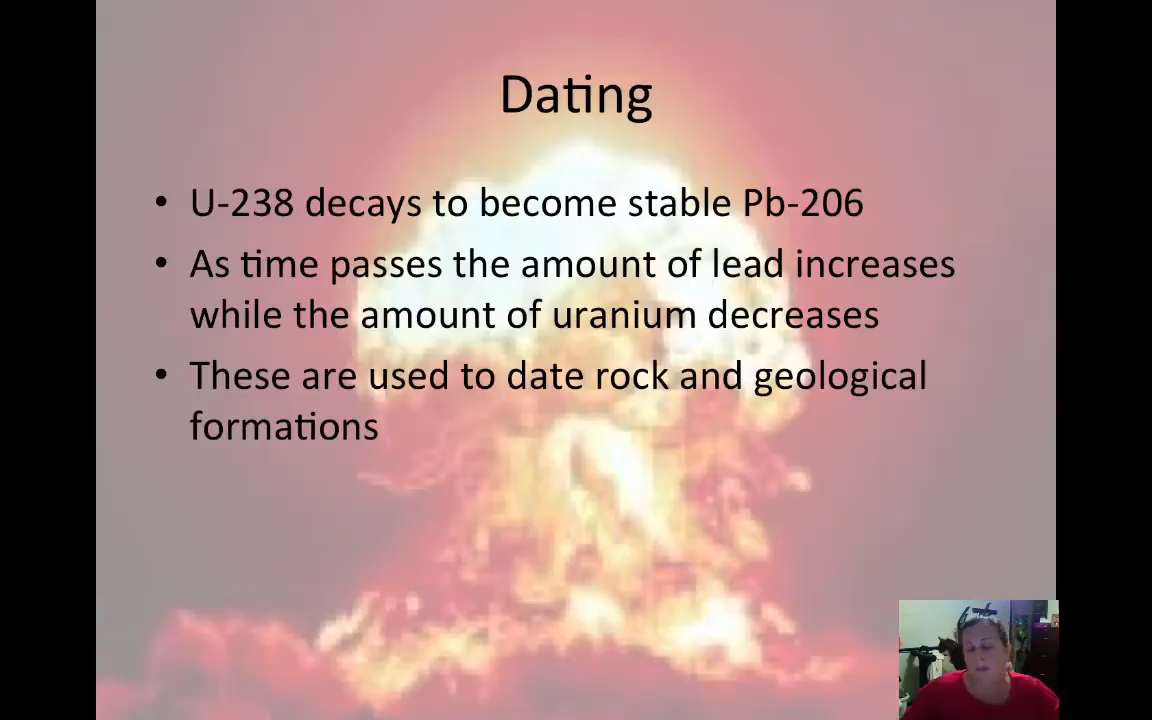 Dating
• U-238 decays to become stable Pb-206
• As time passes the amount of lead increases
while the amount of uranium decreases
• These are used to date rock and geological
formations